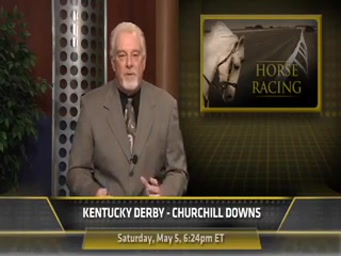 HORSE
RACING
KENTUCKY DERBY - CHURCHILL DOWNS
Saturday, May 5, 6:24pm ET